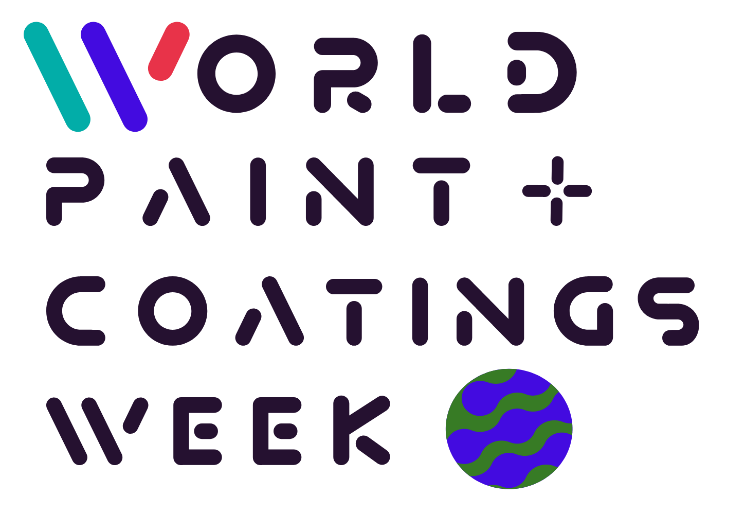 WORLD
PAINT +
COATINGS
WEEK